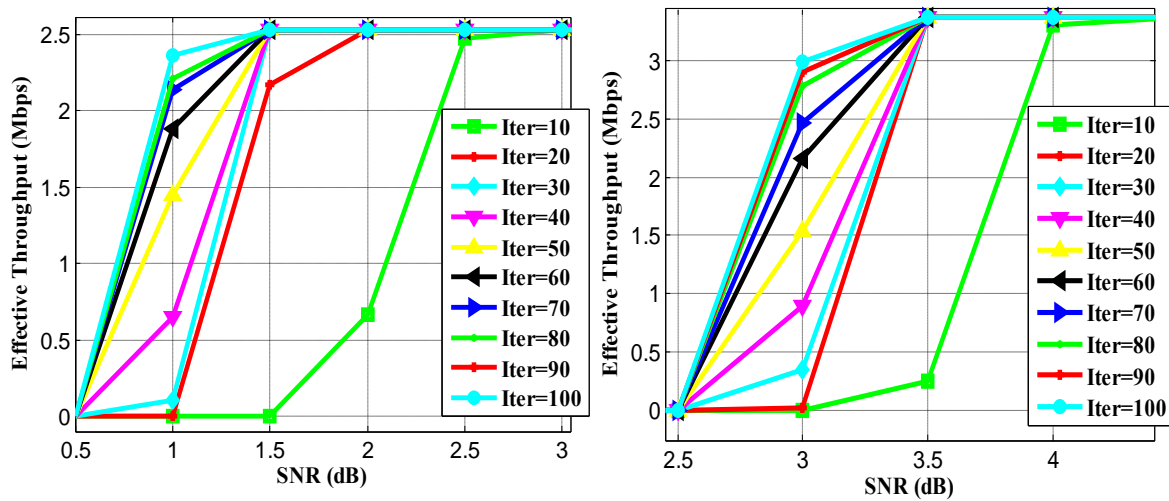 Effective Throughput (Mbps)
2.5
2
1.5
1
0.5
0
0.5
1
1.5
2
2.5
3
SNR (dB)
Iter=10
Iter=20
Iter=30
Iter=40
Iter=50
Iter=60
Iter=70
Iter=80
Iter=90
Iter=100
Effective Throughput (Mbps)
3
2.5
2
1.5
1
0.5
0
2.5
3
3.5
4
SNR (dB)
Iter=10
Iter=20
Iter=30
Iter=40
Iter=50
Iter=60
Iter=70
Iter=80
Iter=90
Iter=100